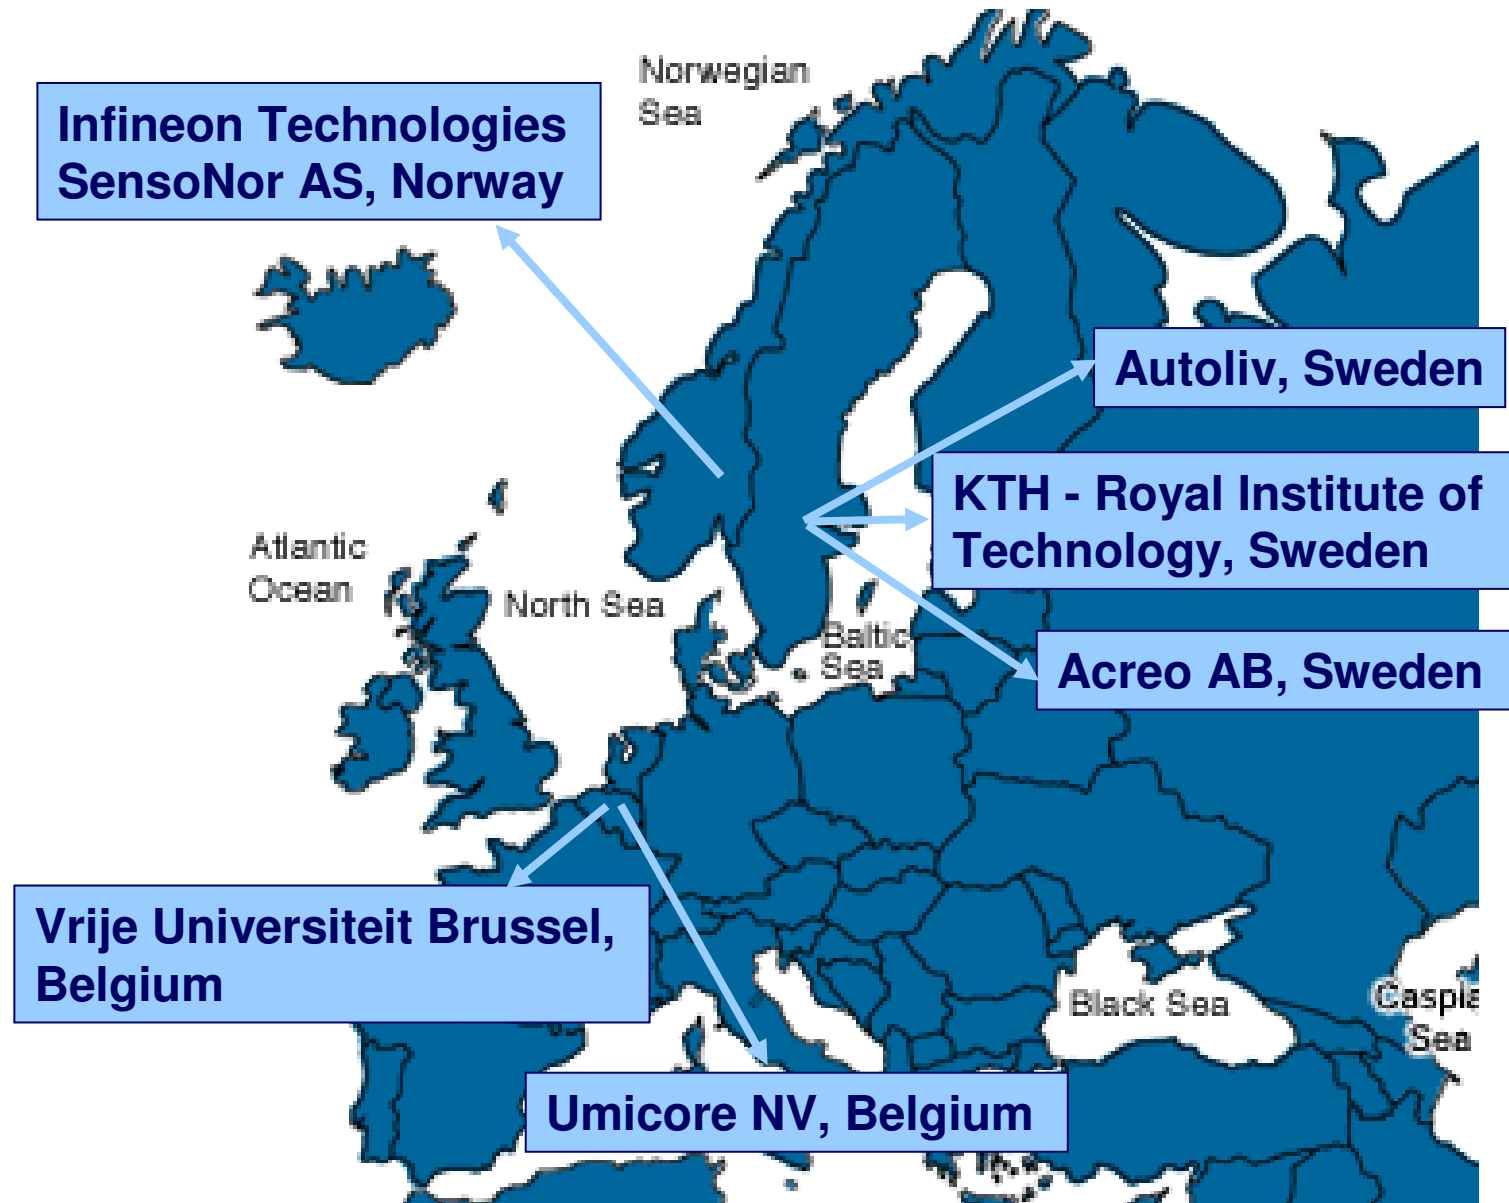 Norwegian
Sea
Infineon Technologies
SensoNor AS, Norway
Autoliv, Sweden
KTH - Royal Institute of
Technology, Sweden
Atlantic
Ocean
North Sea
Baltic
Sea
Acreo AB, Sweden
Vrije Universiteit Brussel,
Belgium
Black Sea
Caspia
Sea
Umicore NV, Belgium